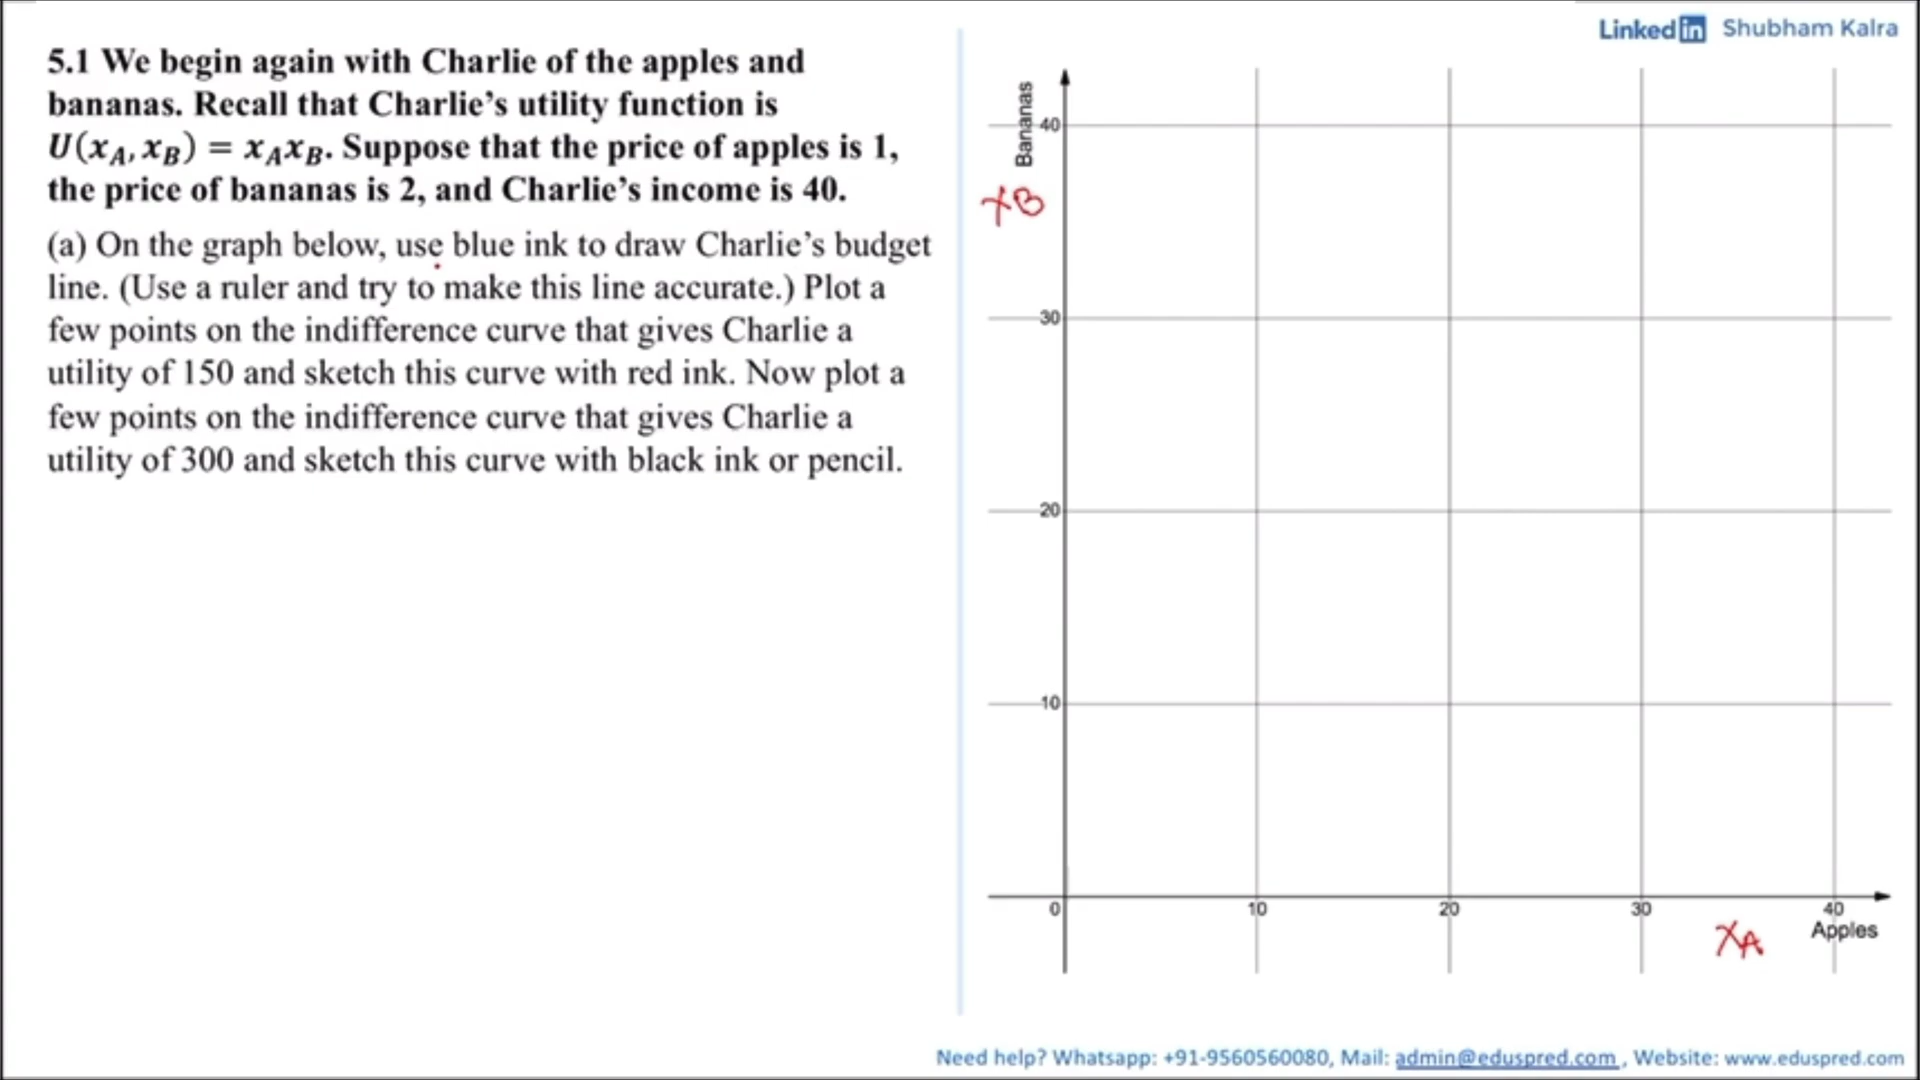 Linked in Shubham Kalra
5.1 We begin again with Charlie of the apples and
bananas. Recall that Charlie’s utility function is
U(xA, xB) = xAxB. Suppose that the price of apples is 1,
the price of bananas is 2, and Charlie’s income is 40.
(a) On the graph below, use blue ink to draw Charlie’s budget
line. (Use a ruler and try to make this line accurate.) Plot a
few points on the indifference curve that gives Charlie a
utility of 150 and sketch this curve with red ink. Now plot a
few points on the indifference curve that gives Charlie a
utility of 300 and sketch this curve with black ink or pencil.
Bananas
40
XB
30
20
10
0 10 20 30 40
XA Apples
Need help? Whatsapp: +91-9560560080, Mail: admin@eduspred.com , Website: www.eduspred.com